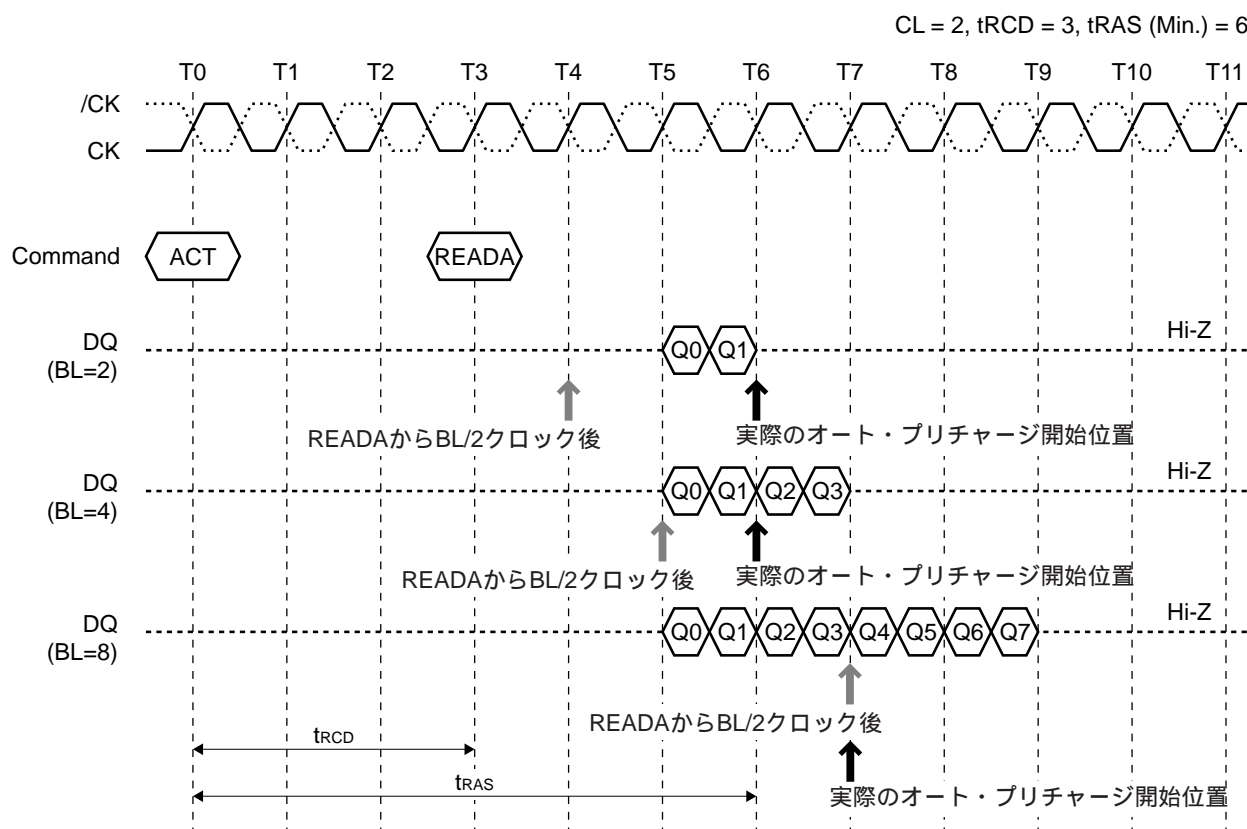 CL = 2, tRCD = 3, tRAS (Min.) = 6
T0 T1 T2 T3 T4 T5 T6 T7 T8 T9 T10 T11
/CK
CK
Command ACT READA
DQ (BL=2) Q0 Q1 Hi-Z
READAからBL/2クロック後 実際のオート・プリチャージ開始位置
DQ (BL=4) Q0 Q1 Q2 Q3 Hi-Z
READAからBL/2クロック後 実際のオート・プリチャージ開始位置
DQ (BL=8) Q0 Q1 Q2 Q3 Q4 Q5 Q6 Q7 Hi-Z
READAからBL/2クロック後
tRCD
tRAS
実際のオート・プリチャージ開始位置